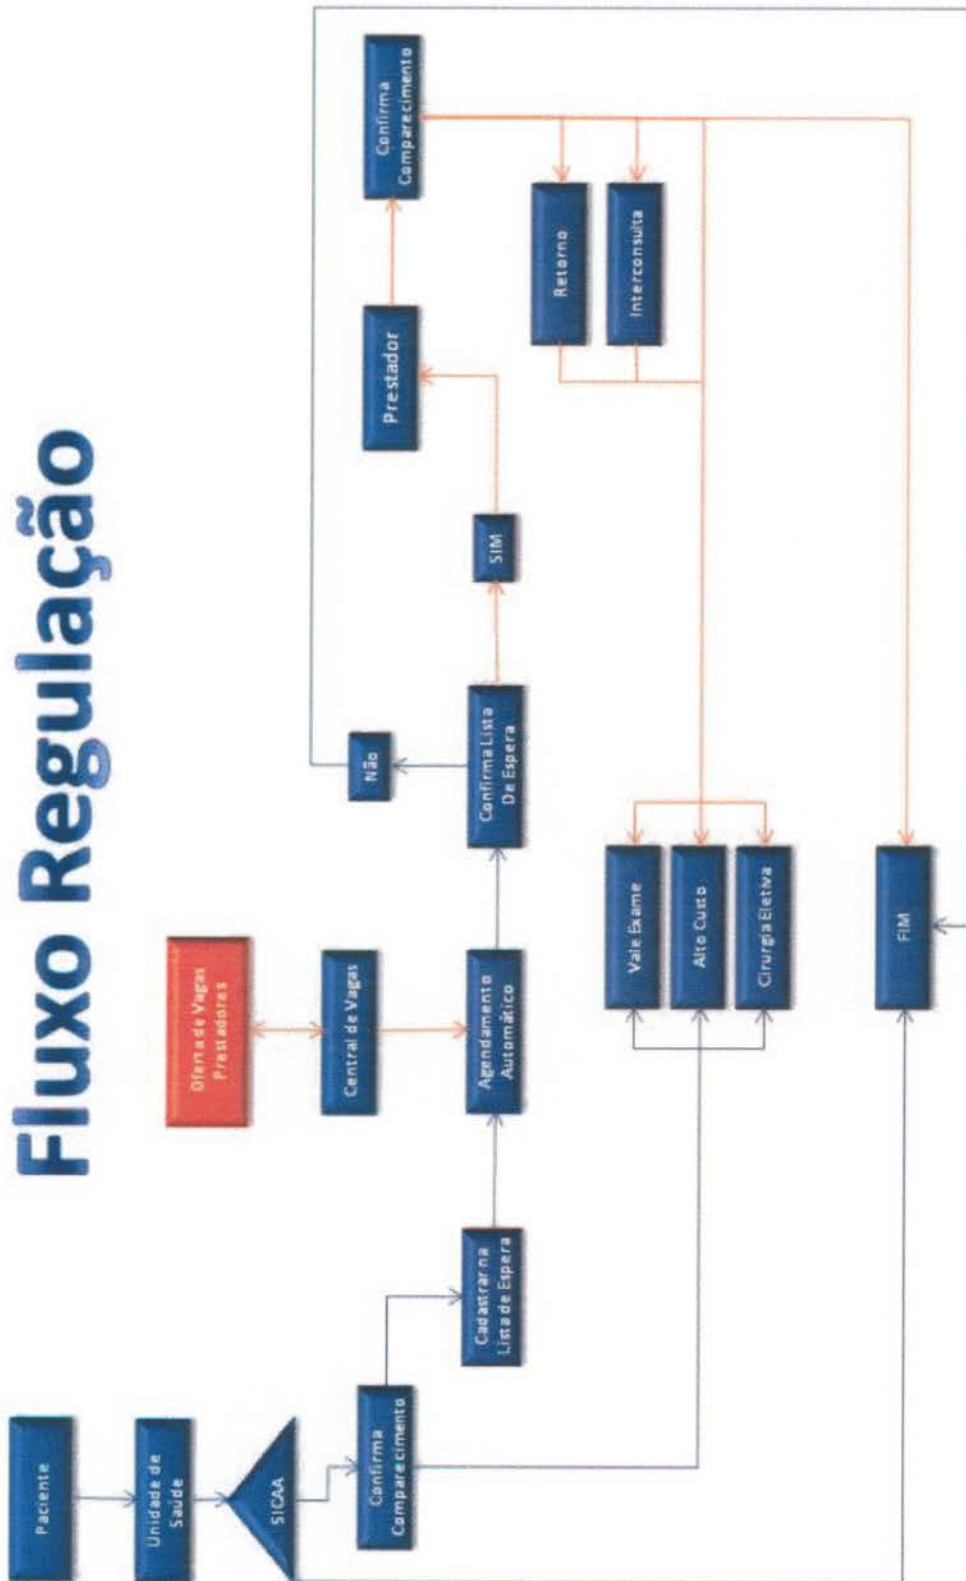 Fluxo Regulação
Paciente
Unidade de
Saúde
SICAA
Confirma
Comparecimento
Cadastrar na
Lista de Espera
Oferta de Vagas
Prestadores
Central de Vagas
Agendamento
Automático
Confirma Lista
De Espera
Não
SIM
Prestador
Confirma
Comparecimento
Retorno
Interconsulta
Vale Exame
Alto Custo
Cirurgia Eletiva
FIM